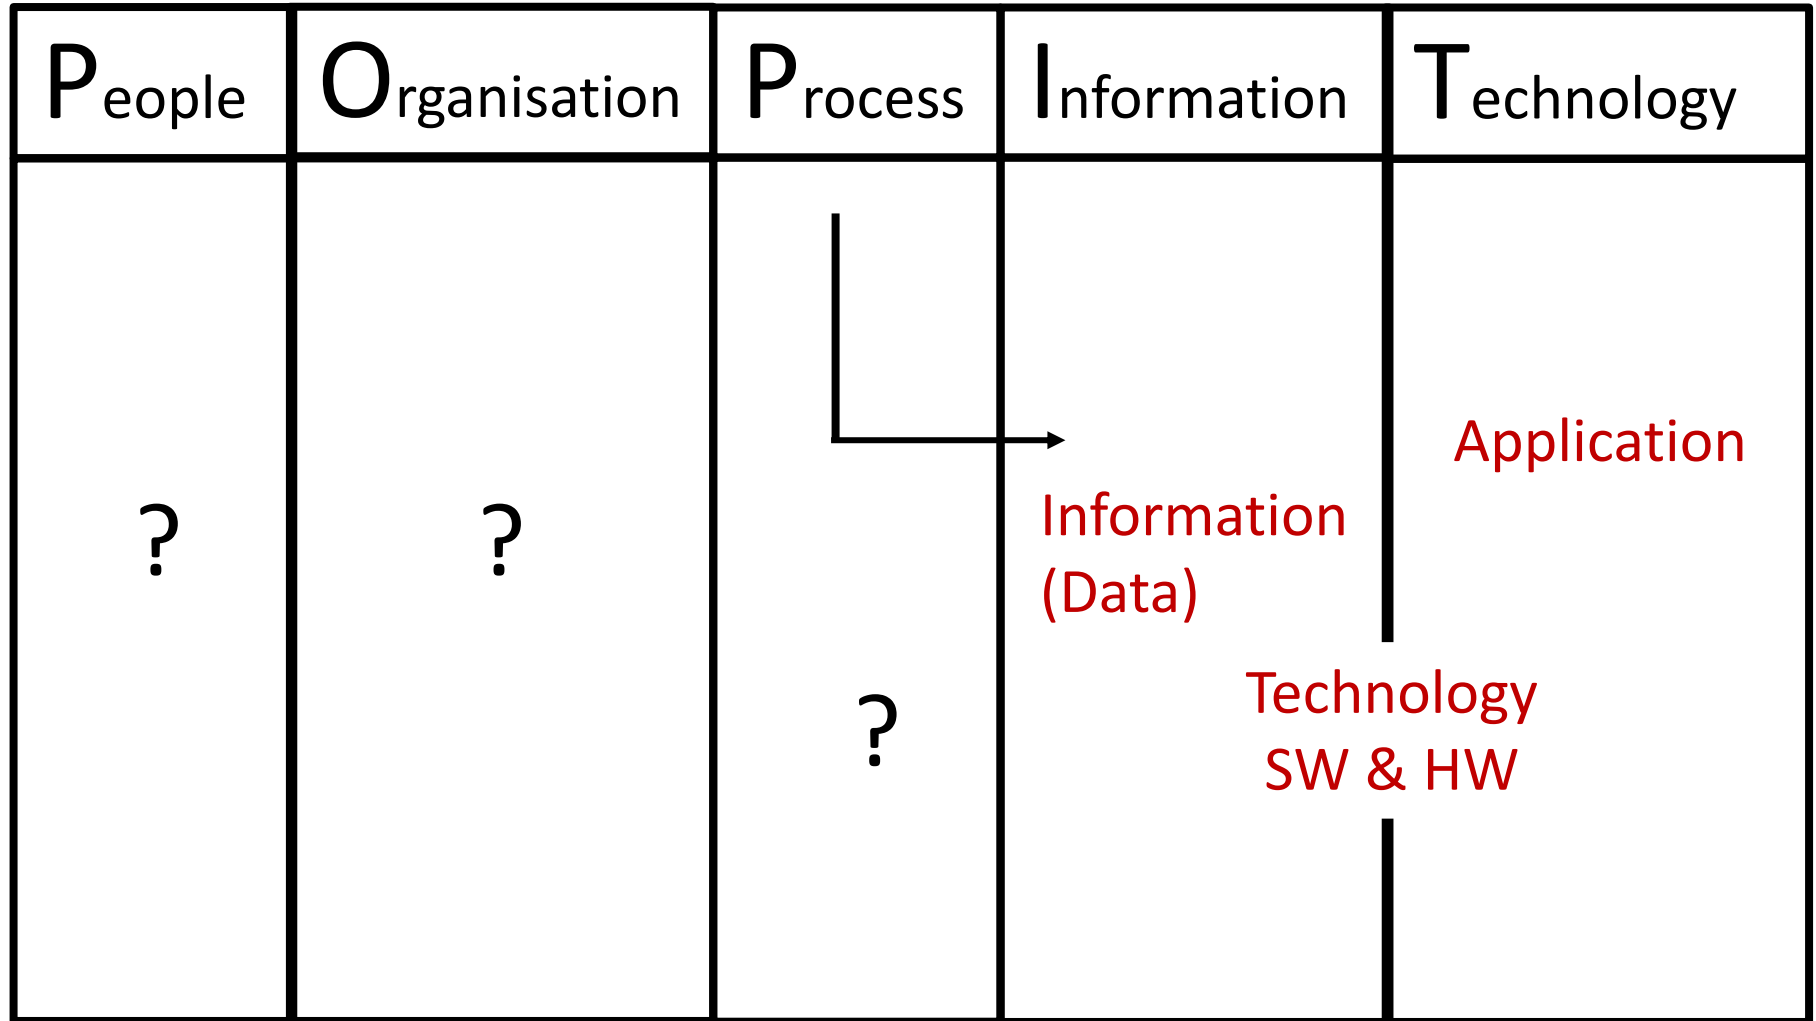 People Organisation Process Information Technology
Application
Information
(Data)
? ?
Technology
?
SW & HW